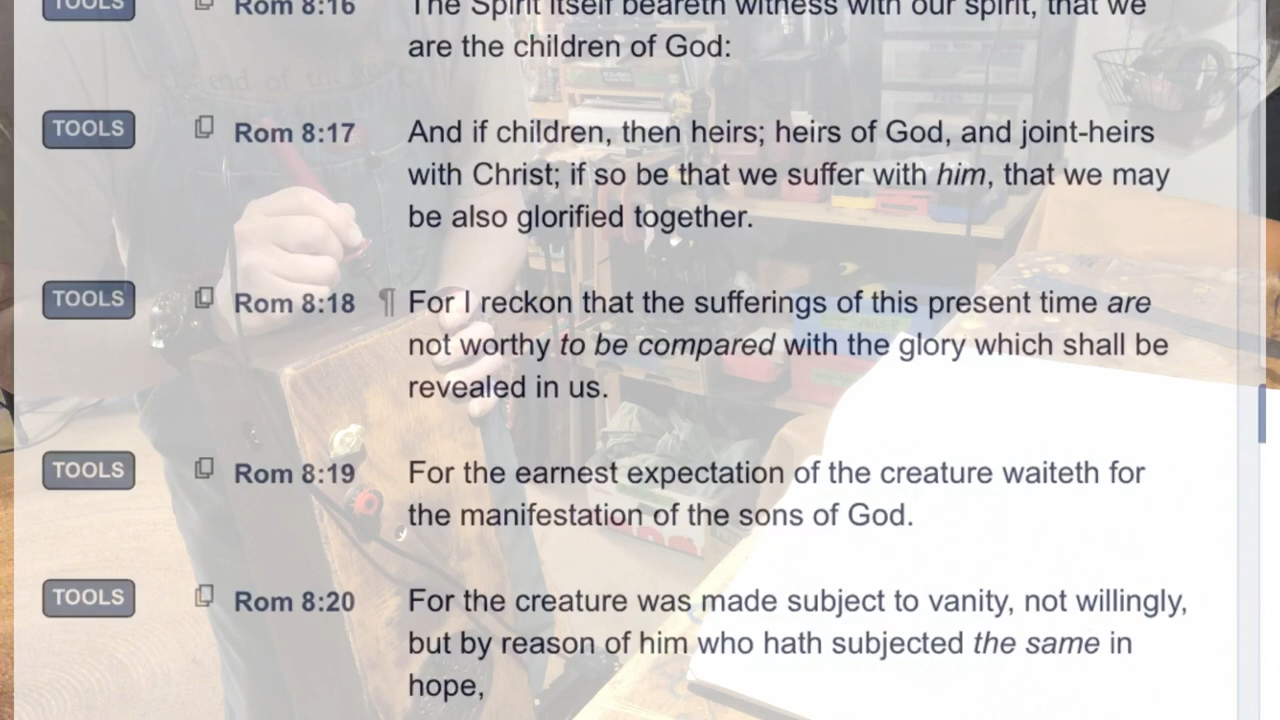 TOOLS Rom 8:16 The Spirit itself beareth witness with our spirit, that we
are the children of God:
TOOLS Rom 8:17 And if children, then heirs; heirs of God, and joint-heirs
with Christ; if so be that we suffer with him, that we may
be also glorified together.
TOOLS Rom 8:18 ¶ For I reckon that the sufferings of this present time are
not worthy to be compared with the glory which shall be
revealed in us.
TOOLS Rom 8:19 For the earnest expectation of the creature waiteth for
the manifestation of the sons of God.
TOOLS Rom 8:20 For the creature was made subject to vanity, not willingly,
but by reason of him who hath subjected the same in
hope,